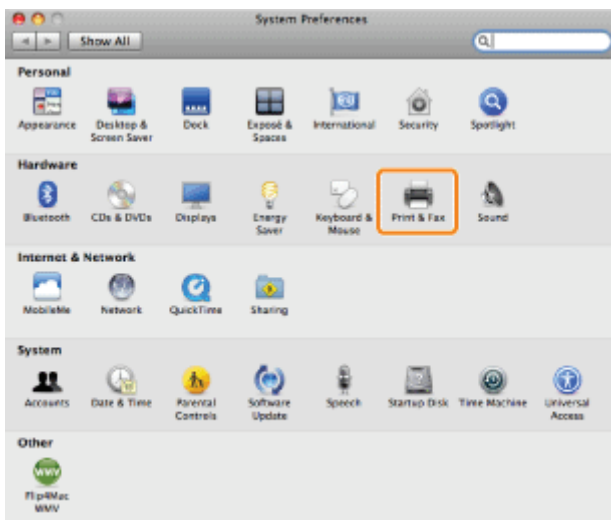 System Preferences
Show All
Personal
Appearance
Desktop &
Screen Saver
Dock
Exposé &
Spaces
International
Security
Spotlight
Hardware
Bluetooth
CDs & DVDs
Displays
Energy
Saver
Keyboard &
Mouse
Print & Fax
Sound
Internet & Network
MobileMe
Network
QuickTime
Sharing
System
Accounts
Date & Time
Parental
Controls
Software
Update
Speech
Startup Disk
Time Machine
Universal
Access
Other
WMV
Flip4Mac
WMV